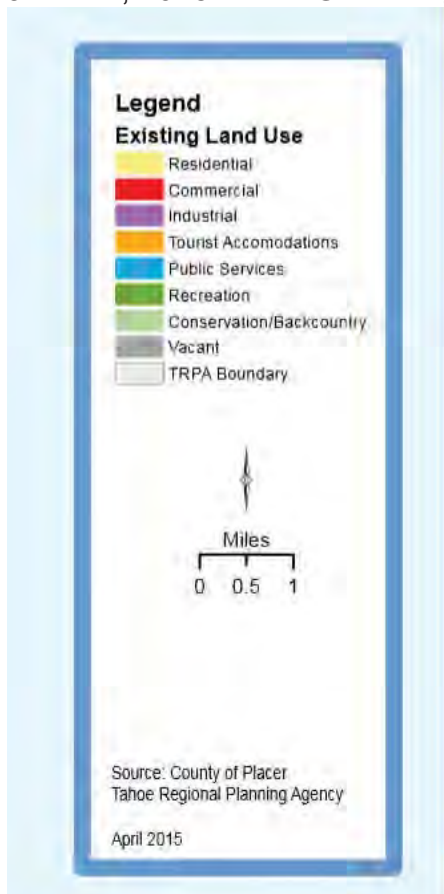 Legend
Existing Land Use
Residential
Commercial
Industrial
Tourist Accomodations
Public Services
Recreation
Conservation/Backcountry
Vacant
TRPA Boundary
Miles
0 0.5 1
Source: County of Placer
Tahoe Regional Planning Agency
April 2015